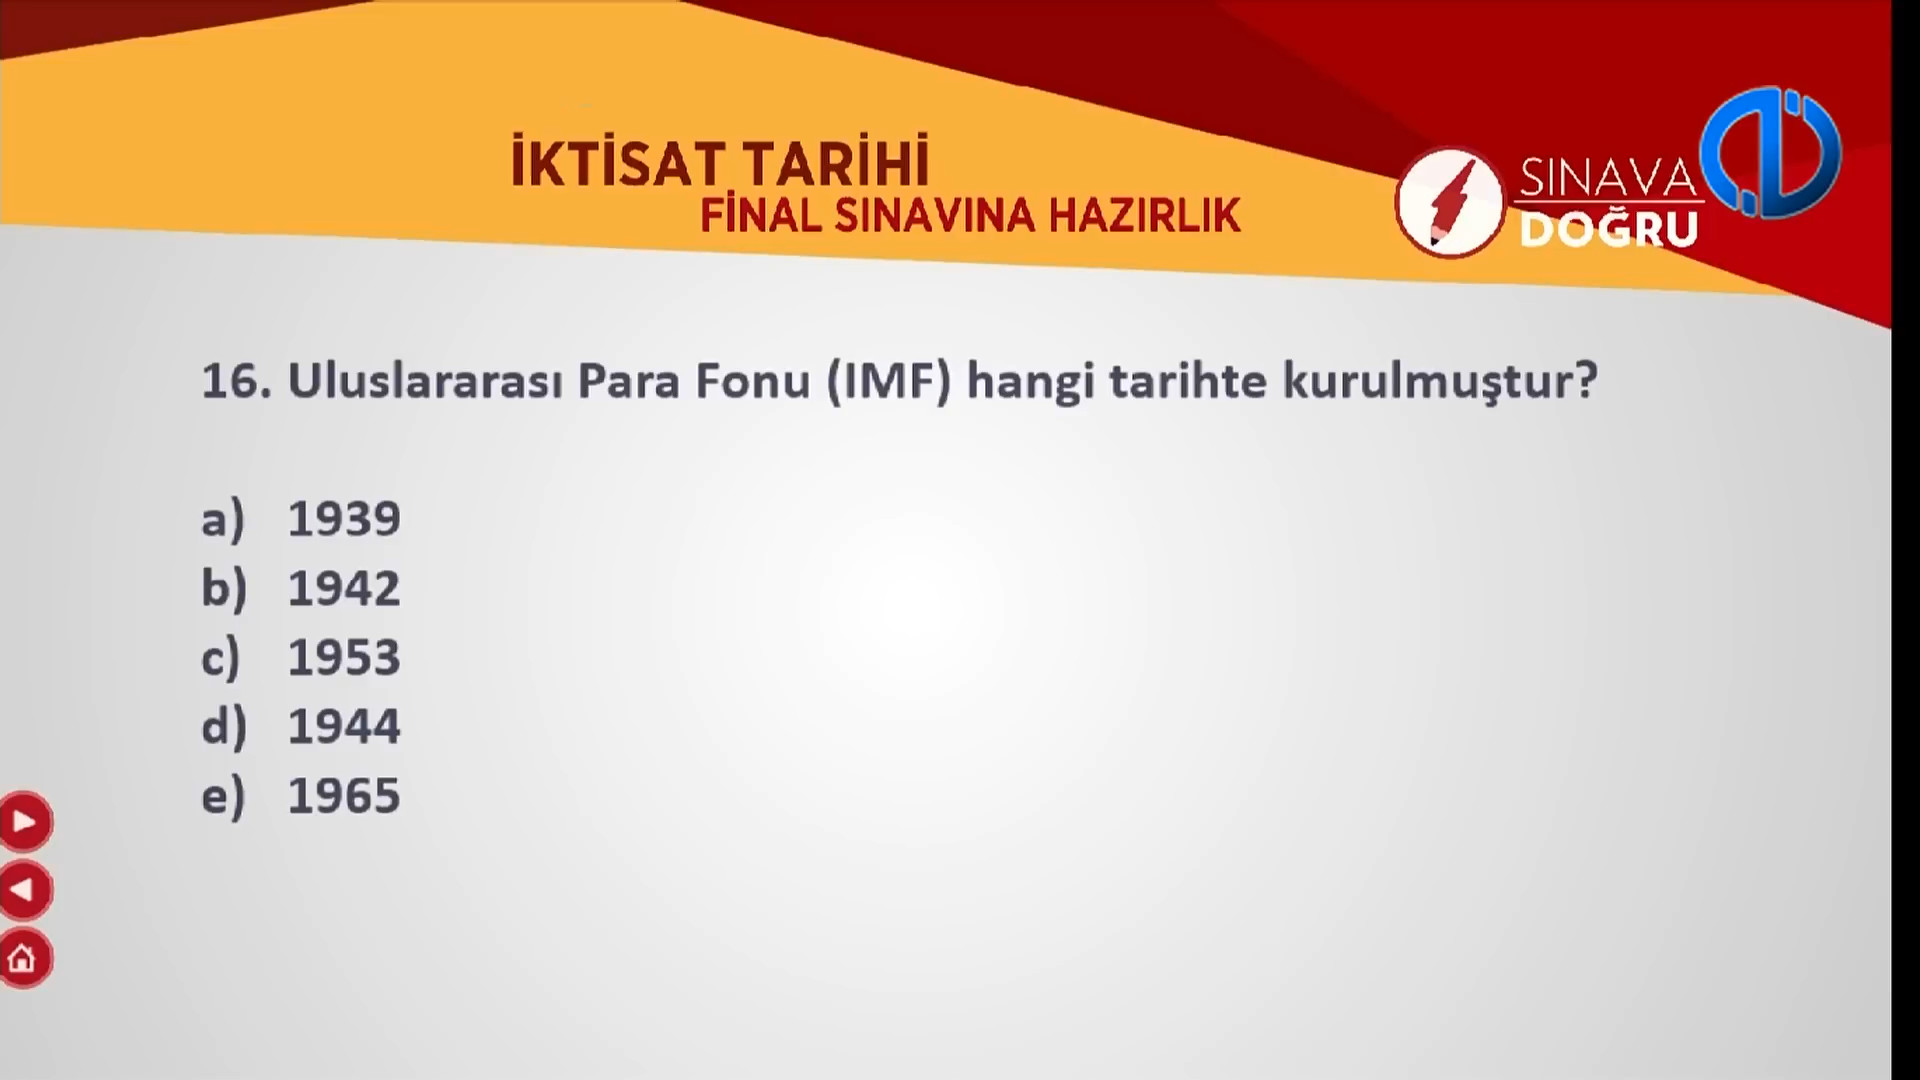 İKTİSAT TARİHİ
FİNAL SINAVINA HAZIRLIK
SINAVA
DOĞRU
16. Uluslararası Para Fonu (IMF) hangi tarihte kurulmuştur?
a) 1939
b) 1942
c) 1953
d) 1944
e) 1965